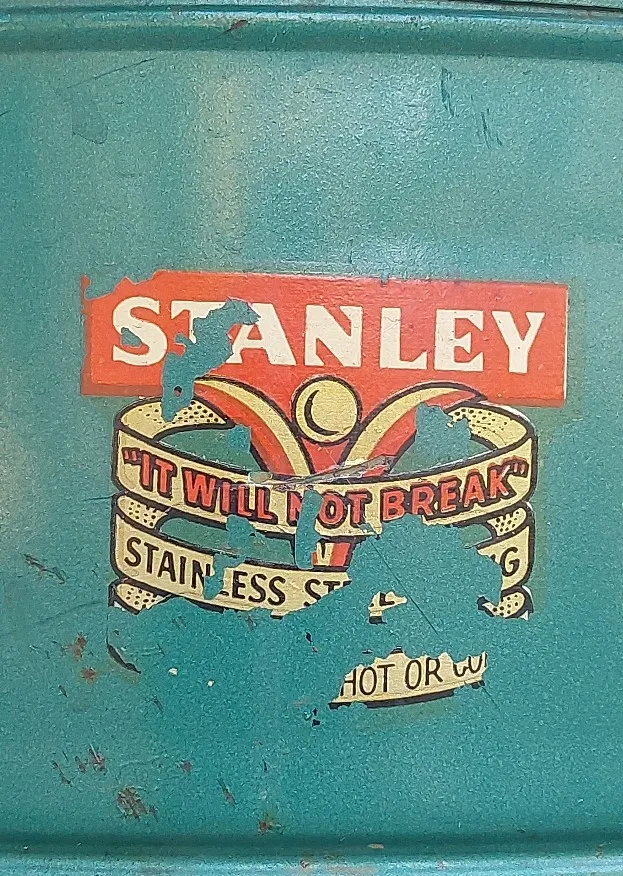 STANLEY
"IT WILL NOT BREAK"
STAINLESS
HOT OR